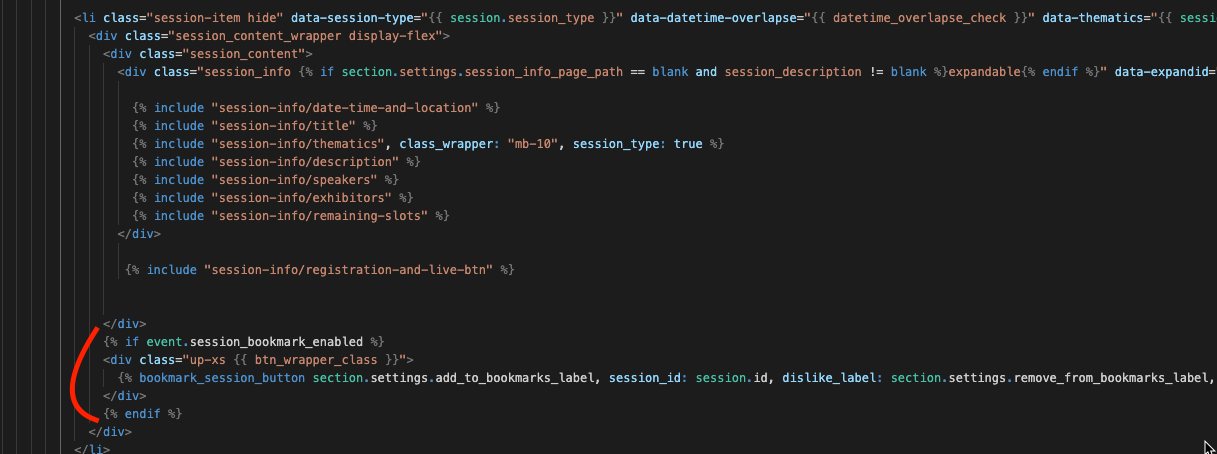 <li class="session-item hide" data-session-type="{{ session.session_type }}" data-datetime-overlape="{{ datetime_overlape_check }}" data-thematics="{{ sessi
<div class="session_content_wrapper display-flex">
<div class="session_content">
<div class="session_info {% if section.settings.session_info_page_path == blank and session_description != blank %}expandable{% endif %}" data-expandid=
{% include "session-info/date-time-and-location" %}
{% include "session-info/title" %}
{% include "session-info/thematics", class_wrapper: "mb-10", session_type: true %}
{% include "session-info/description" %}
{% include "session-info/speakers" %}
{% include "session-info/exhibitors" %}
{% include "session-info/remaining-slots" %}
</div>
{% include "session-info/registration-and-live-btn" %}
</div>
{% if event.session_bookmark_enabled %}
<div class="up-xs {{ btn_wrapper_class }}">
{% bookmark_session_button section.settings.add_to_bookmarks_label, session_id: session.id, dislike_label: section.settings.remove_from_bookmarks_label,
</div>
{% endif %}
</div>
</li>